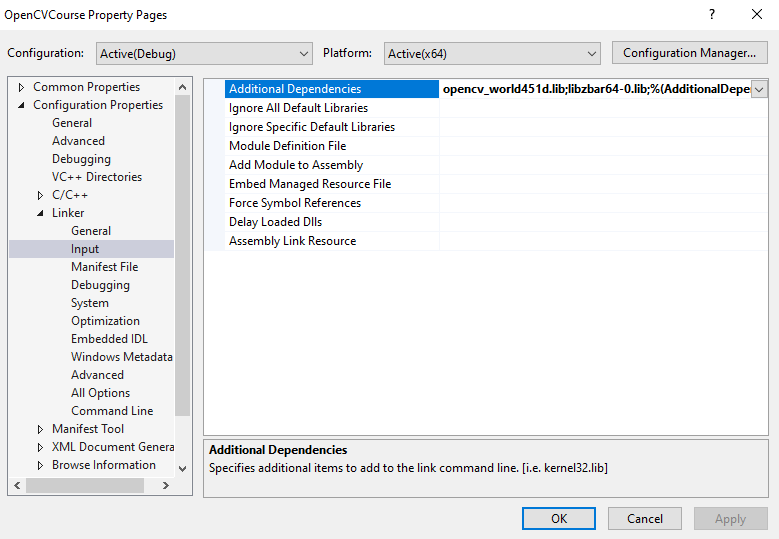 OpenCVCourse Property Pages ?
Configuration: Active(Debug) Platform: Active(x64) Configuration Manager...
Common Properties
Configuration Properties
General
Advanced
Debugging
VC++ Directories
C/C++
Linker
General
Input
Manifest File
Debugging
System
Optimization
Embedded IDL
Windows Metadata
Advanced
All Options
Command Line
Manifest Tool
XML Document Genera
Browse Information
Additional Dependencies opencv_world451d.lib;libzbar64-0.lib;%(AdditionalDepe
Ignore All Default Libraries
Ignore Specific Default Libraries
Module Definition File
Add Module to Assembly
Embed Managed Resource File
Force Symbol References
Delay Loaded Dlls
Assembly Link Resource
Additional Dependencies
Specifies additional items to add to the link command line. [i.e. kernel32.lib]
OK Cancel Apply